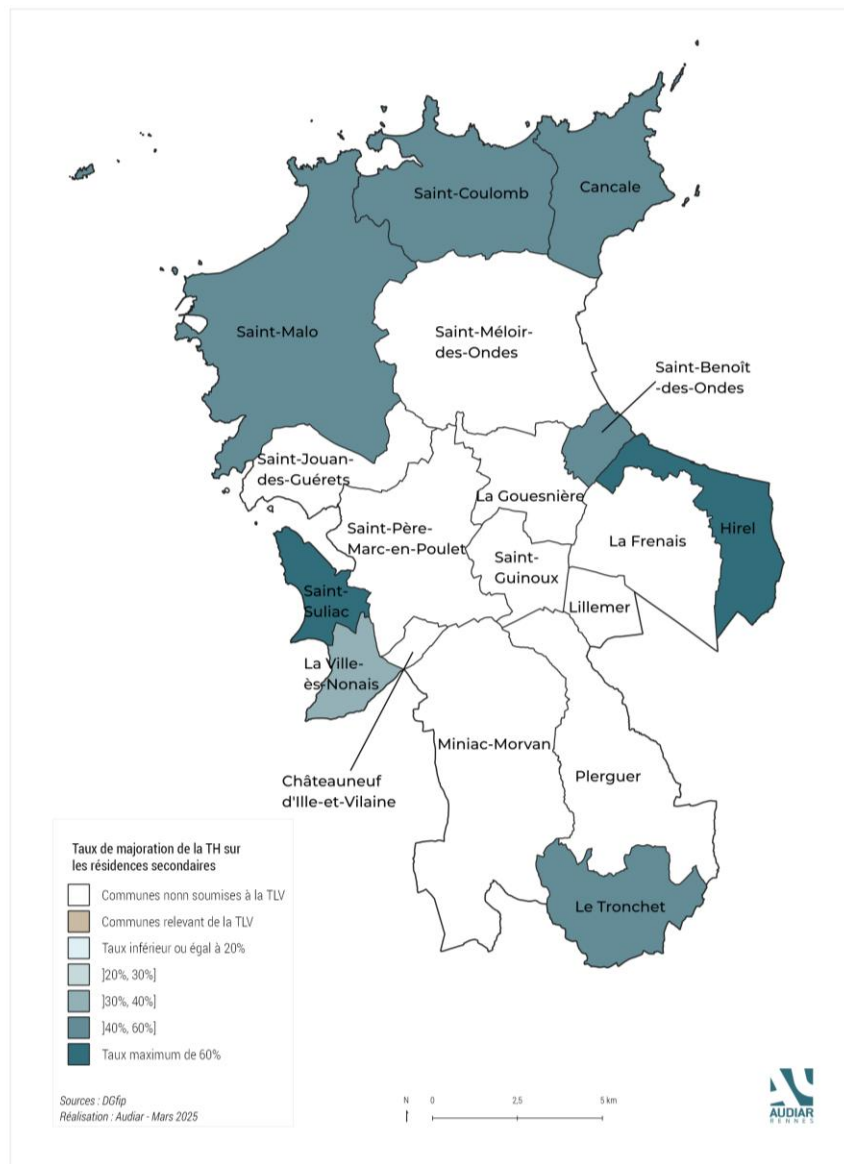 Saint-Coulomb
Cancale
Saint-Malo
Saint-Méloir-
des-Ondes
Saint-Benoît
-des-Ondes
Saint-Jouan-
des-Guérets
La Gouesnière
Saint-Père-
Marc-en-Poulet
Saint-
Guinoux
La Frenais
Hirel
Saint-
Suliac
Lillemer
La Ville-
ès-Nonais
Miniac-Morvan
Châteauneuf
d'Ille-et-Vilaine
Plerguer
Le Tronchet
Taux de majoration de la TH sur
les résidences secondaires
Communes nonn soumises à la TLV
Communes relevant de la TLV
Taux inférieur ou égal à 20%
]20%, 30%]
]30%, 40%]
]40%, 60%]
Taux maximum de 60%
Sources : DGfip
Réalisation : Audiar - Mars 2025
N 0 2,5 5 km
AU
AUDIAR
RENNES